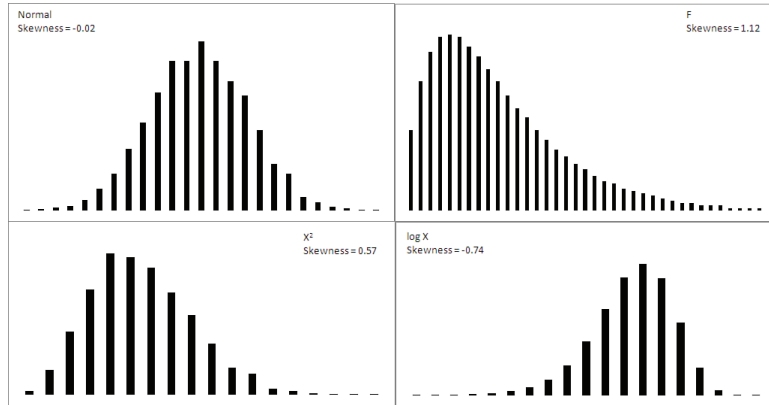 Normal
Skewness = -0.02
F
Skewness = 1.12
X²
Skewness = 0.57
log X
Skewness = -0.74